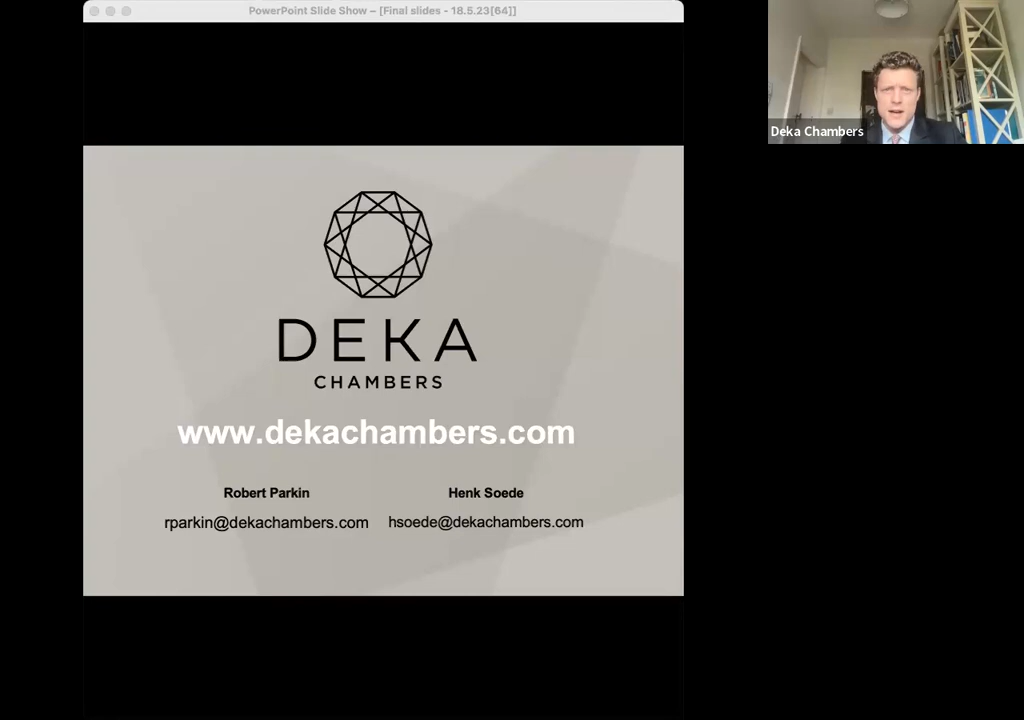 PowerPoint Slide Show – [Final slides - 18.5.23[64]]
Deka Chambers
DEKA
CHAMBERS
www.dekachambers.com
Robert Parkin
Henk Soede
rparkin@dekachambers.com
hsoede@dekachambers.com